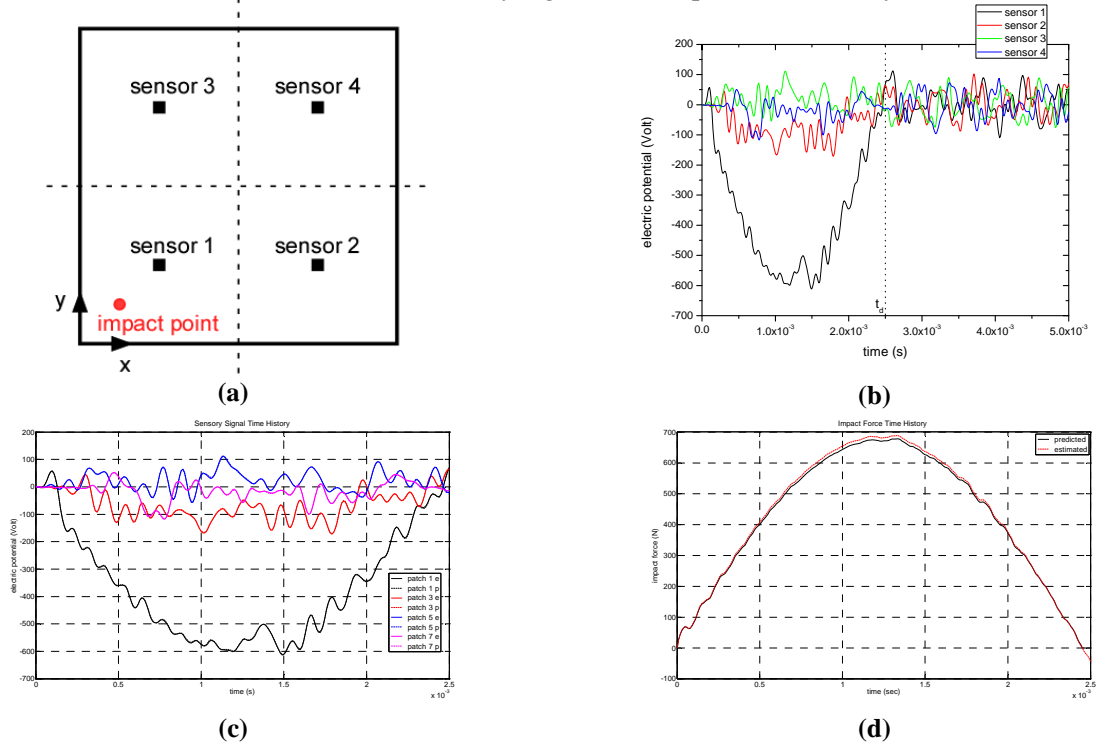 sensor 3
sensor 4
sensor 1
sensor 2
y
impact point
x
(a)
sensor 1
sensor 2
sensor 3
sensor 4
200
100
0
-100
-200
-300
-400
-500
-600
-700
electric potential (Volt)
t_d
0.0
1.0x10⁻³
2.0x10⁻³
3.0x10⁻³
4.0x10⁻³
5.0x10⁻³
time (s)
(b)
Sensory Signal Time History
200
100
0
-100
-200
-300
-400
-500
-600
-700
electric potential (Volt)
patch 1 e
patch 1 p
patch 3 e
patch 3 p
patch 5 e
patch 5 p
patch 7 e
patch 7 p
0
0.5
1
1.5
2
2.5
time (s)
x 10⁻³
(c)
Impact Force Time History
700
600
500
400
300
200
100
0
-100
impact force (N)
predicted
estimated
0
0.5
1
1.5
2
2.5
time (sec)
x 10⁻³
(d)